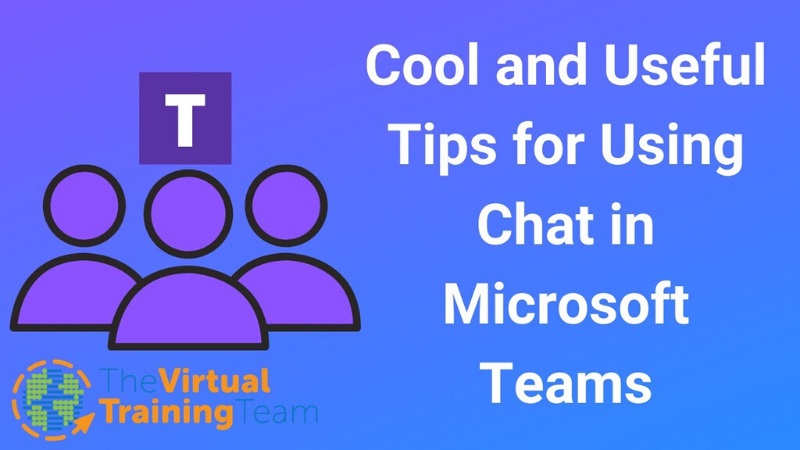 T
Cool and Useful
Tips for Using
Chat in
Microsoft
Teams
TheVirtual
TrainingTeam